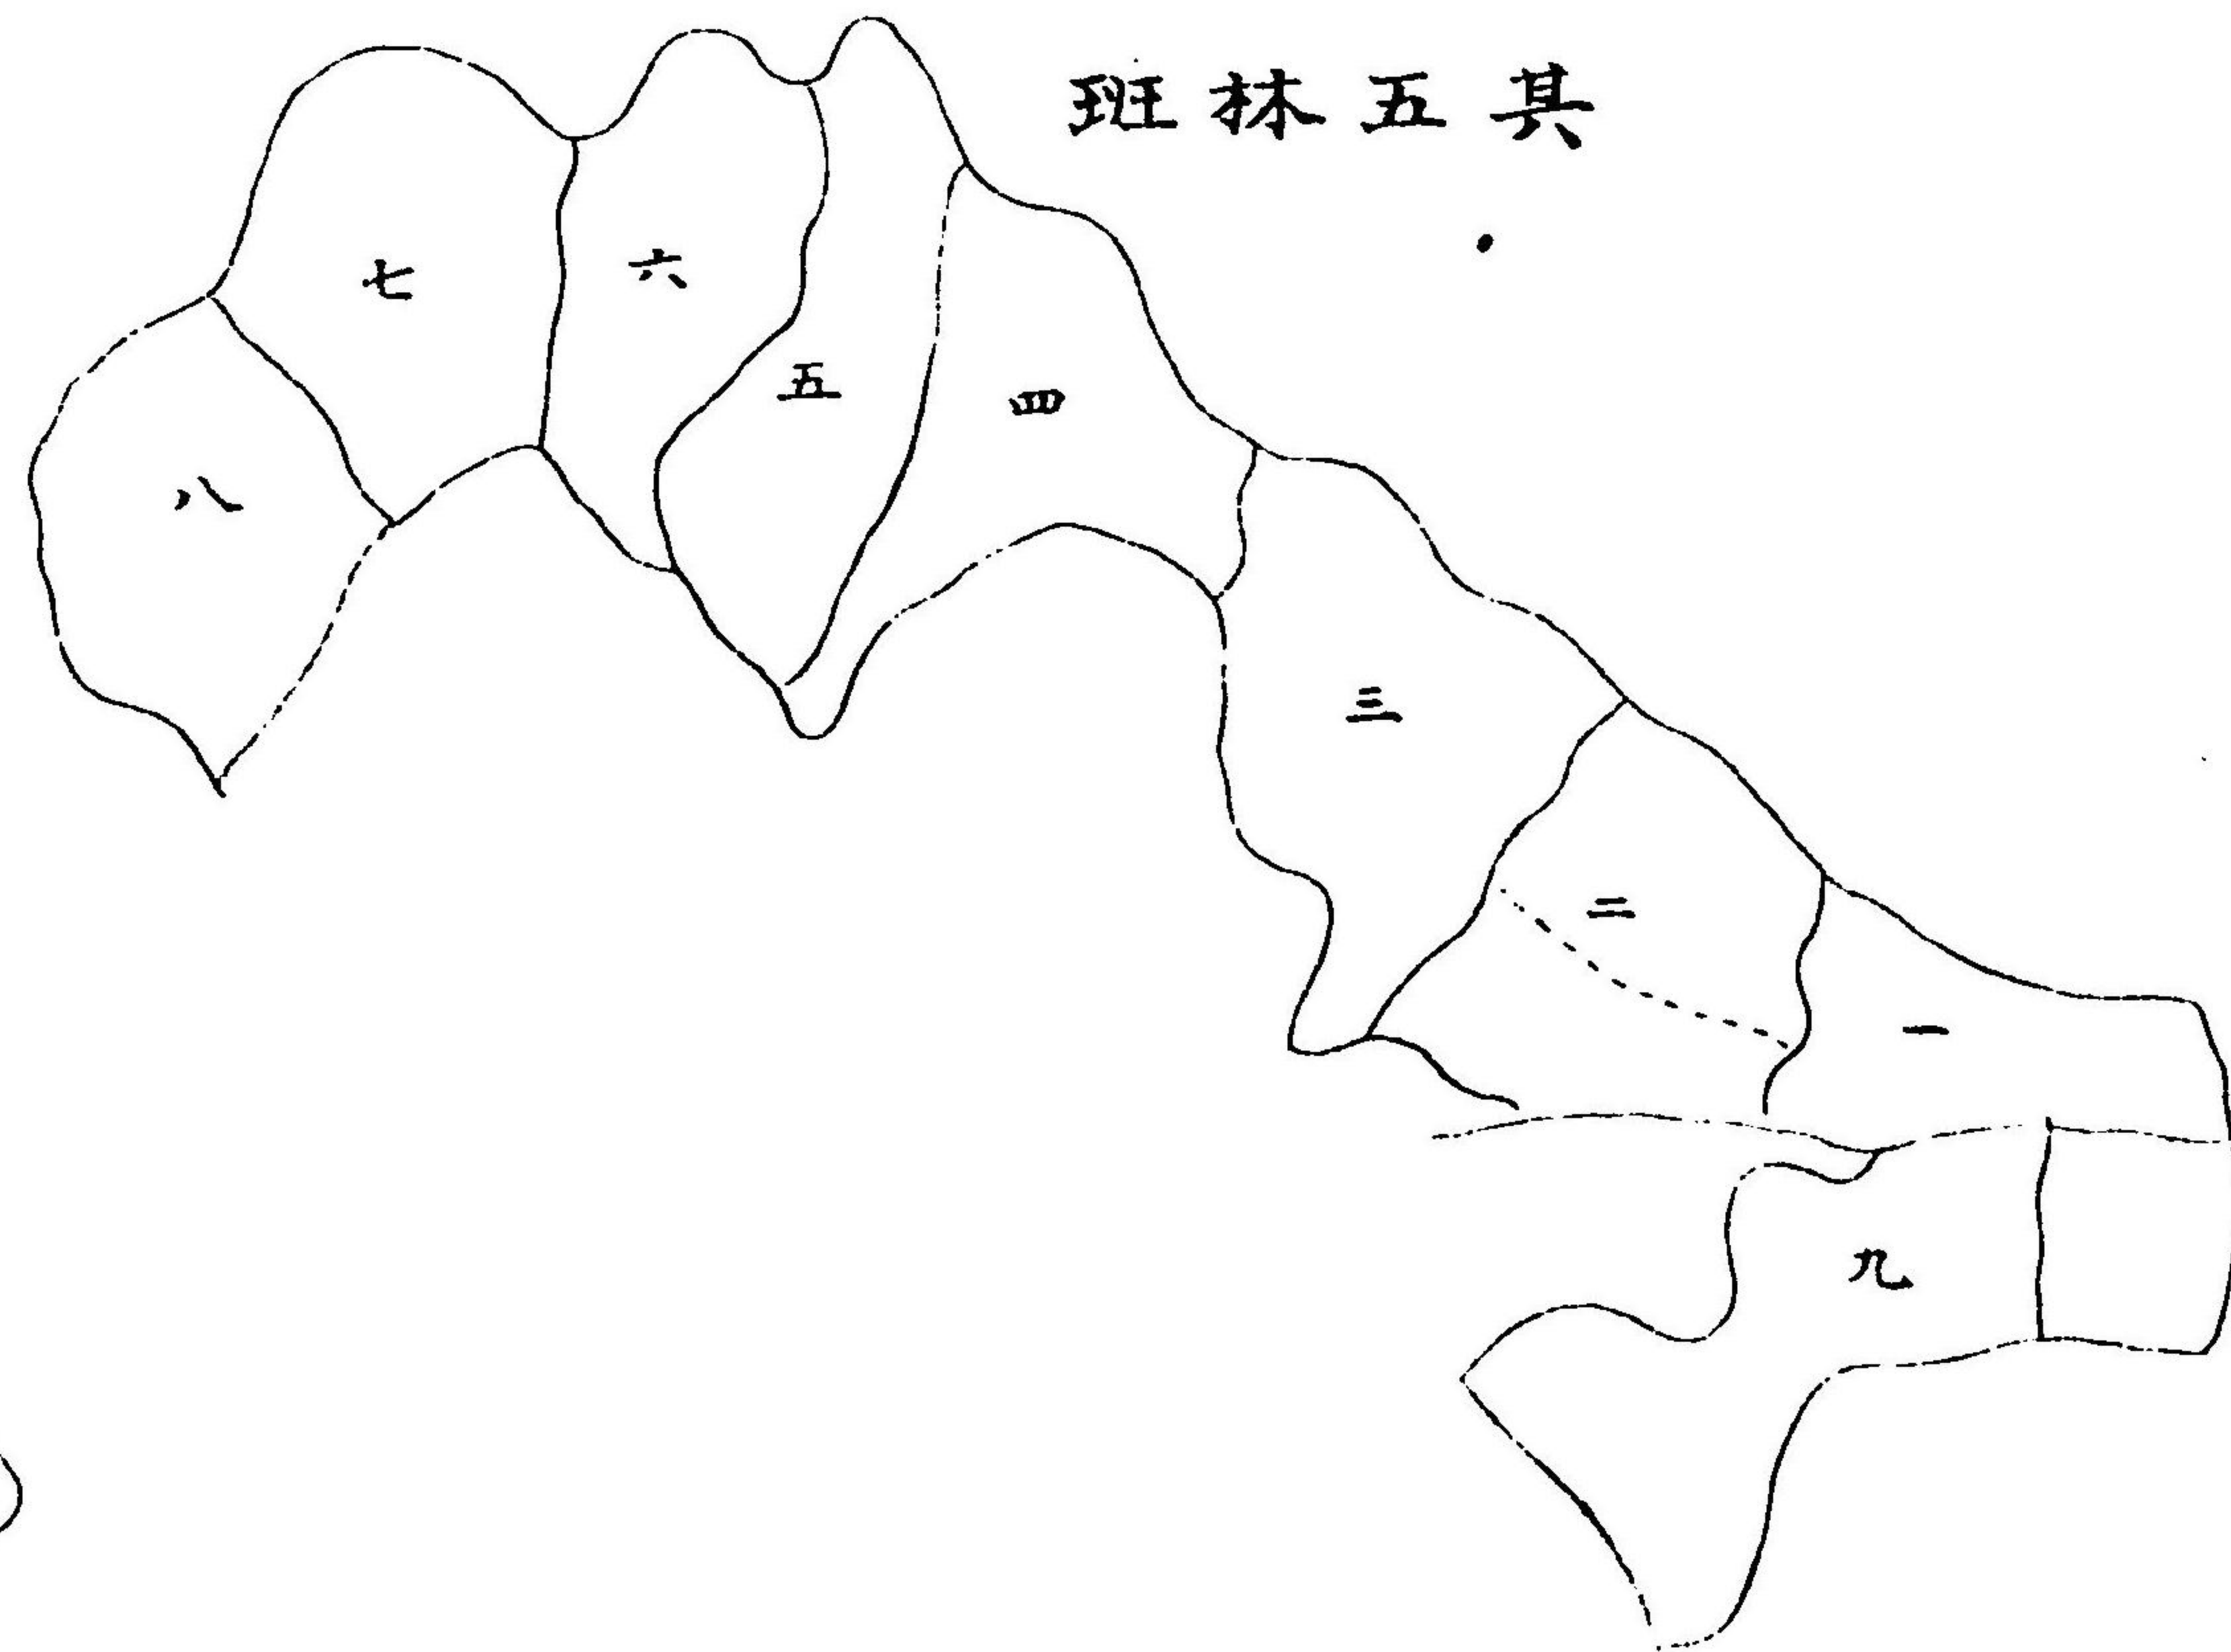 其五林班
一
二
三
四
五
六
七
八
九